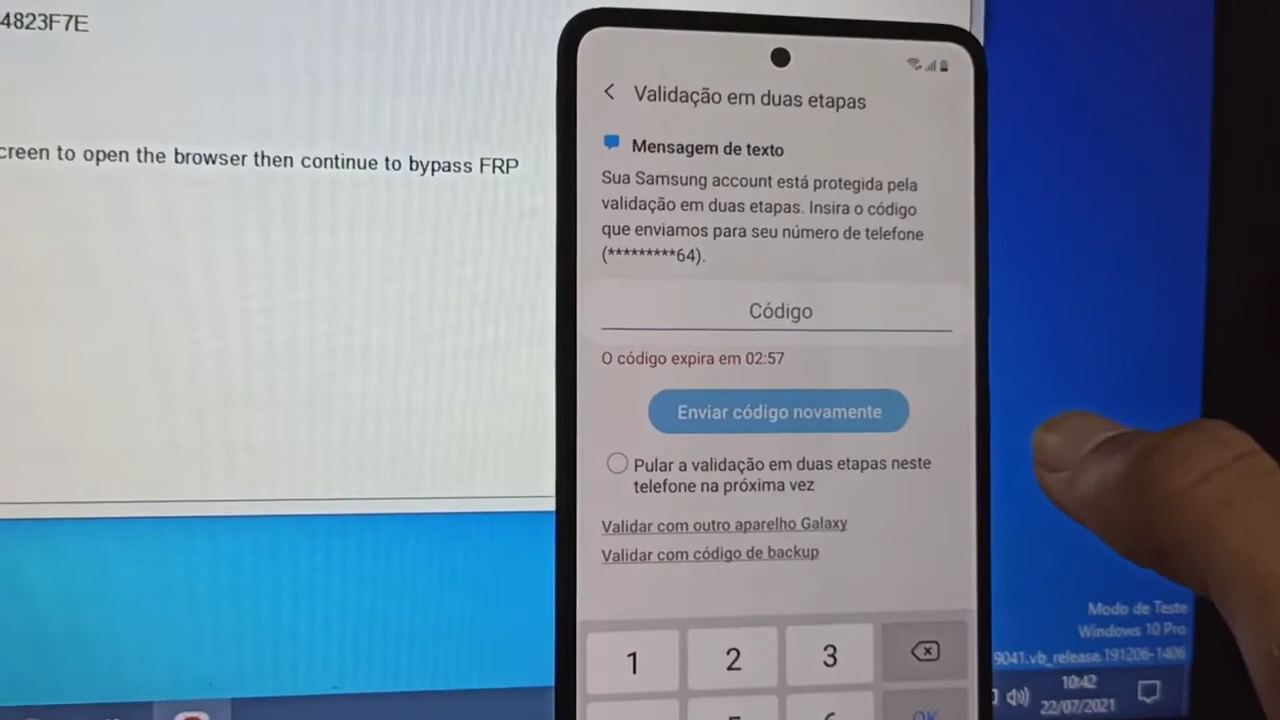 4823F7E
creen to open the browser then continue to bypass FRP
Validação em duas etapas
Mensagem de texto
Sua Samsung account está protegida pela
validação em duas etapas. Insira o código
que enviamos para seu número de telefone
(*********64).
Código
O código expira em 02:57
Enviar código novamente
Pular a validação em duas etapas neste
telefone na próxima vez
Validar com outro aparelho Galaxy
Validar com código de backup
1 2 3
OK
Modo de Teste
Windows 10 Pro
9041.vb_release.191206-1406
10:42
22/07/2021